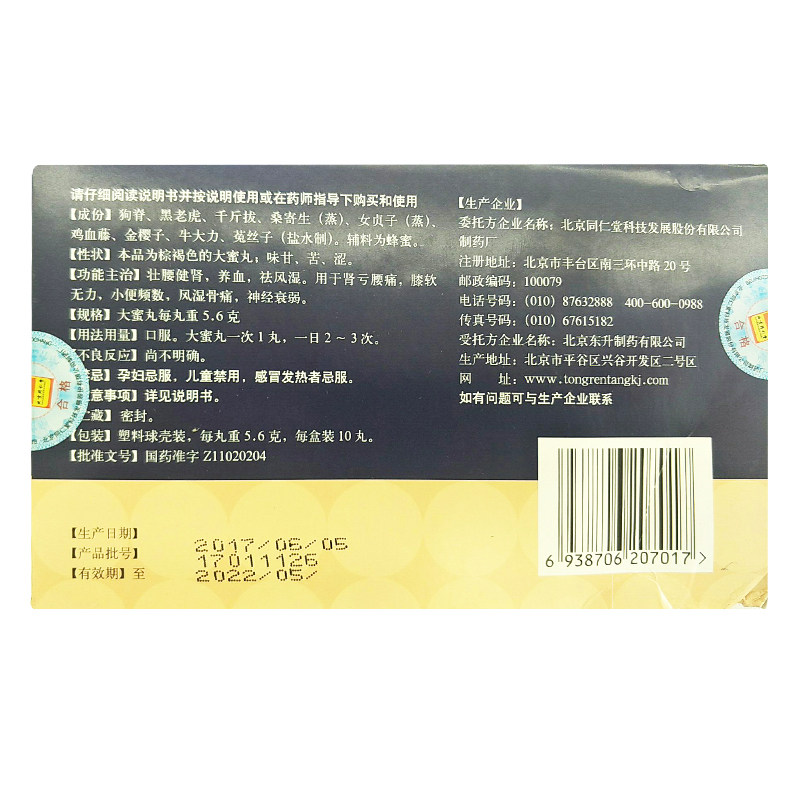 请仔细阅读说明书并按说明使用或在药师指导下购买和使用
【成份】狗脊、黑老虎、千斤拔、桑寄生（蒸）、女贞子（蒸）、
鸡血藤、金樱子、牛大力、菟丝子（盐水制）。辅料为蜂蜜。
【性状】本品为棕褐色的大蜜丸；味甘、苦、涩。
【功能主治】壮腰健肾，养血，祛风湿。用于肾亏腰痛，膝软
无力，小便频数，风湿骨痛，神经衰弱。
【规格】大蜜丸每丸重5.6克
【用法用量】口服。大蜜丸一次1丸，一日2～3次。
不良反应】尚不明确。
忌】孕妇忌服，儿童禁用，感冒发热者忌服。
意事项】详见说明书。
藏】密封。
【包装】塑料球壳装，每丸重5.6克，每盒装10丸。
【批准文号】国药准字Z11020204
【生产企业】
委托方企业名称：北京同仁堂科技发展股份有限公司
制药厂
注册地址：北京市丰台区南三环中路20号
邮政编码：100079
电话号码：(010) 87632888 400-600-0988
传真号码：(010) 67615182
受托方企业名称：北京东升制药有限公司
生产地址：北京市平谷区兴谷开发区二号区
网 址：www.tongrentangkj.com
如有问题可与生产企业联系
合格
合格
【生产日期】 2017/06/05
【产品批号】 17011126
【有效期】至 2022/05/
6 938706 207017 >